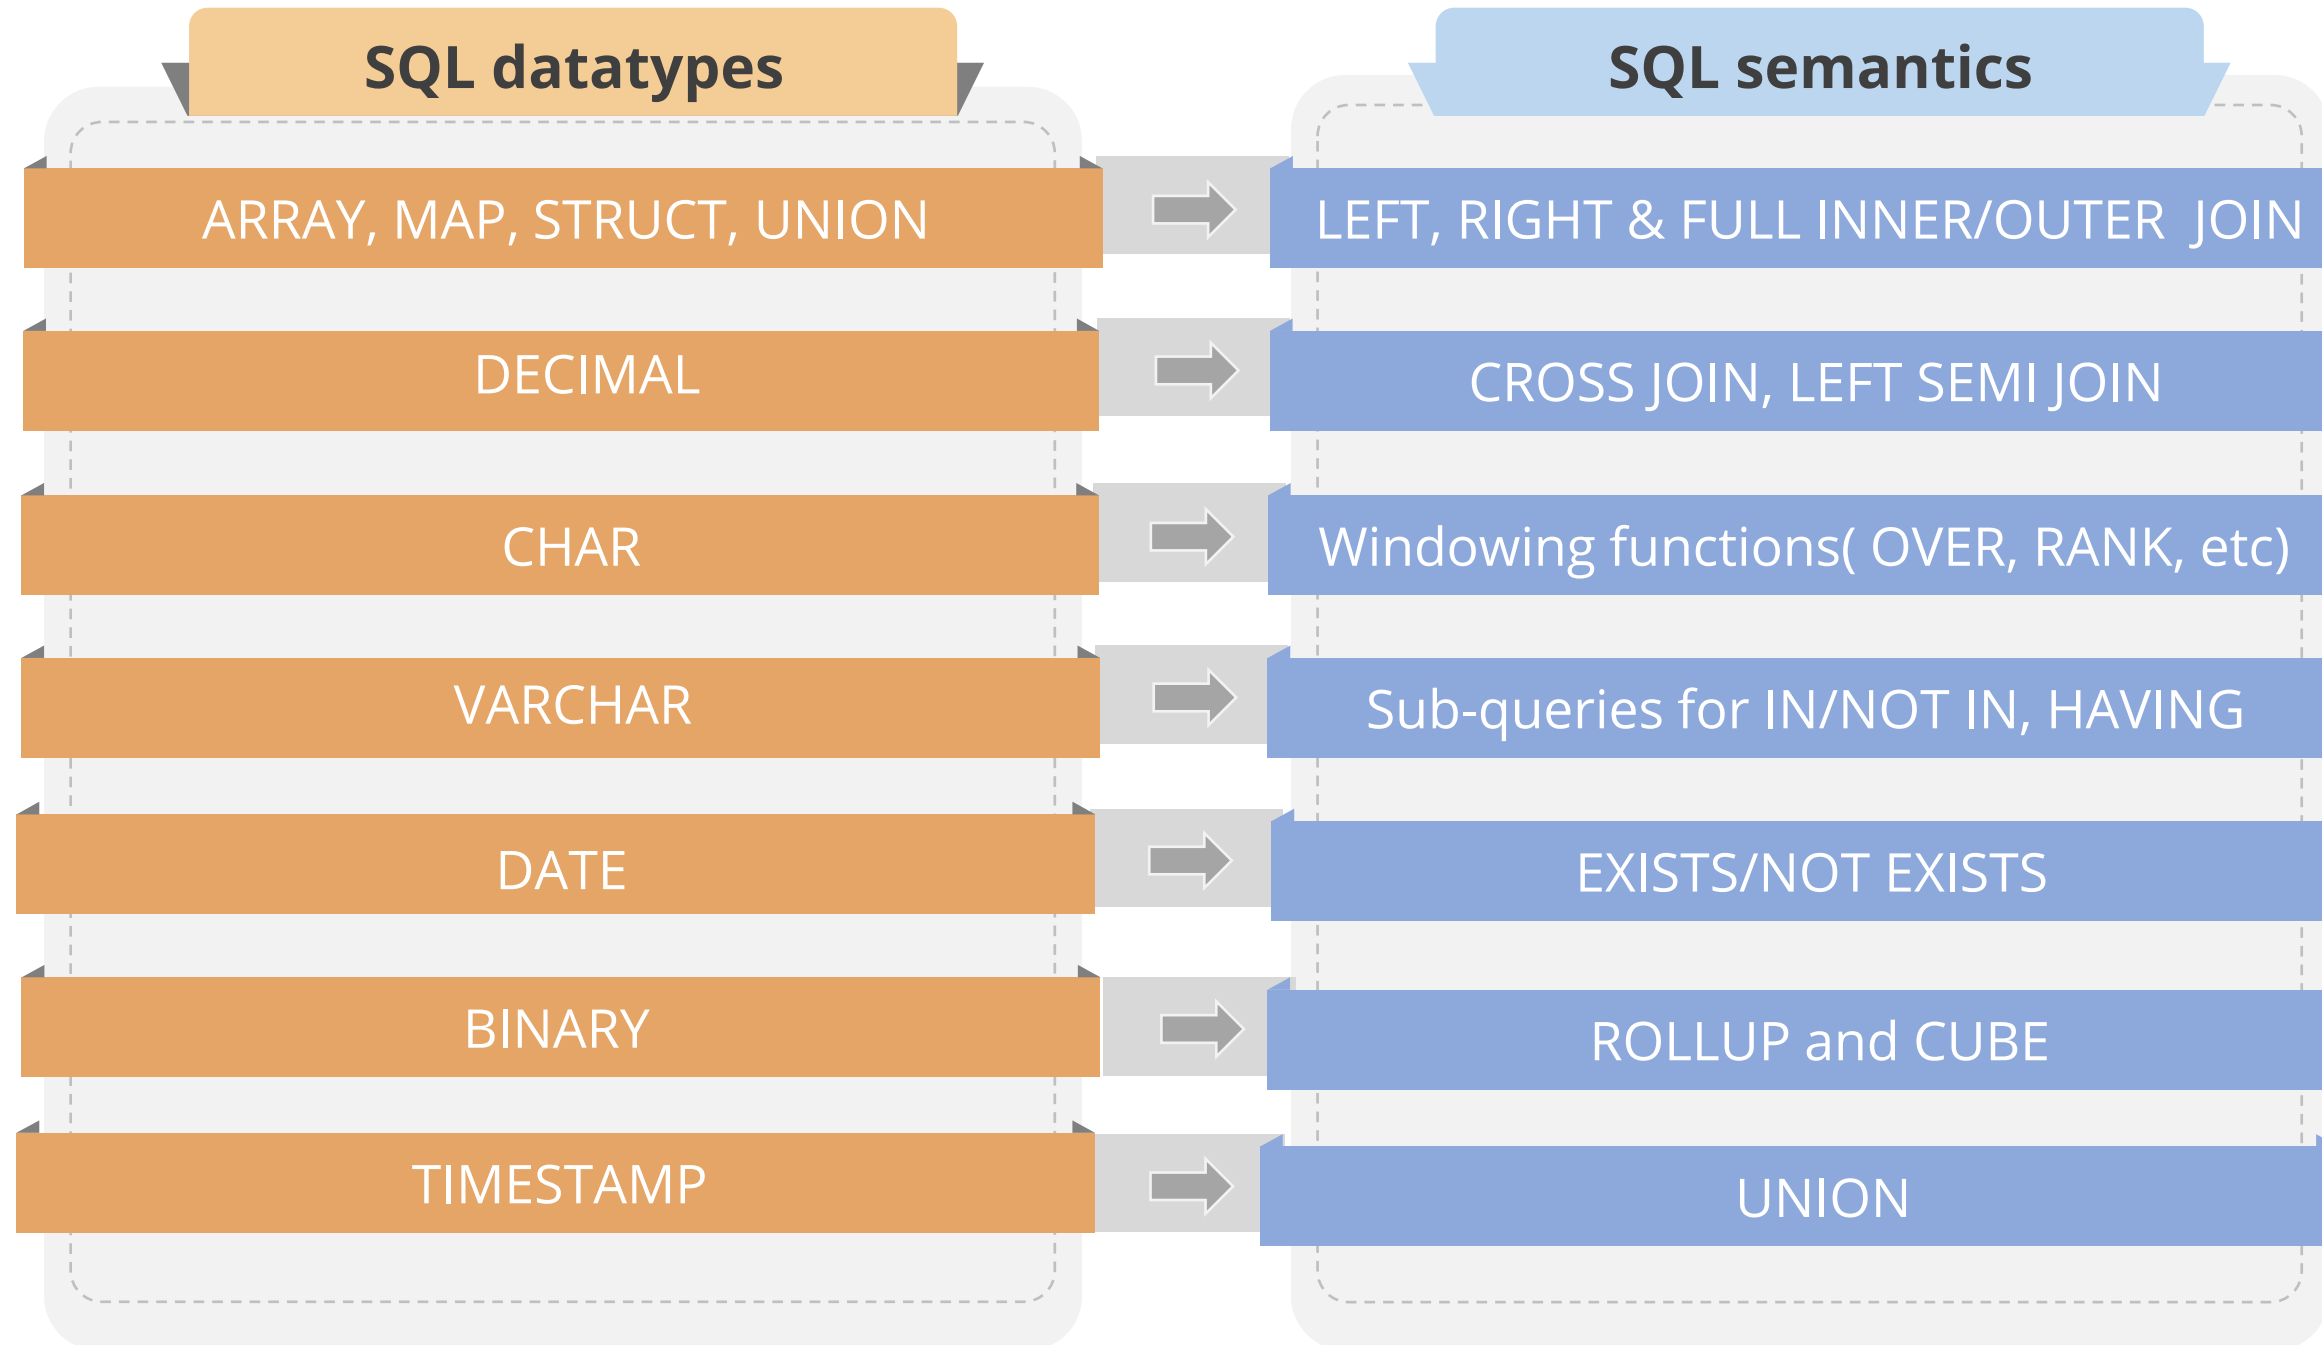 SQL datatypes
SQL semantics
ARRAY, MAP, STRUCT, UNION
LEFT, RIGHT & FULL INNER/OUTER  JOIN
DECIMAL
CROSS JOIN, LEFT SEMI JOIN
CHAR
Windowing functions( OVER, RANK, etc)
VARCHAR
Sub-queries for IN/NOT IN, HAVING
DATE
EXISTS/NOT EXISTS
BINARY
ROLLUP and CUBE
TIMESTAMP
UNION